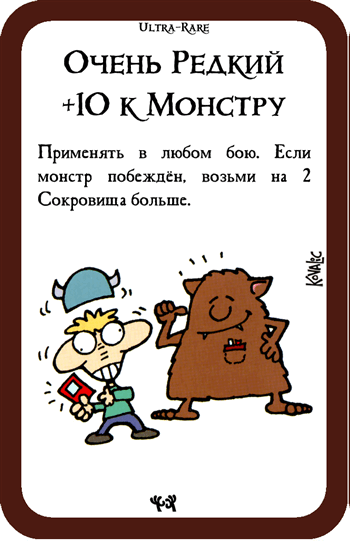 Ultra-Rare
Очень Редкий
+10 к Монстру
Применять в любом бою. Если
монстр побеждён, возьми на 2
Сокровища больше.
Kovalic